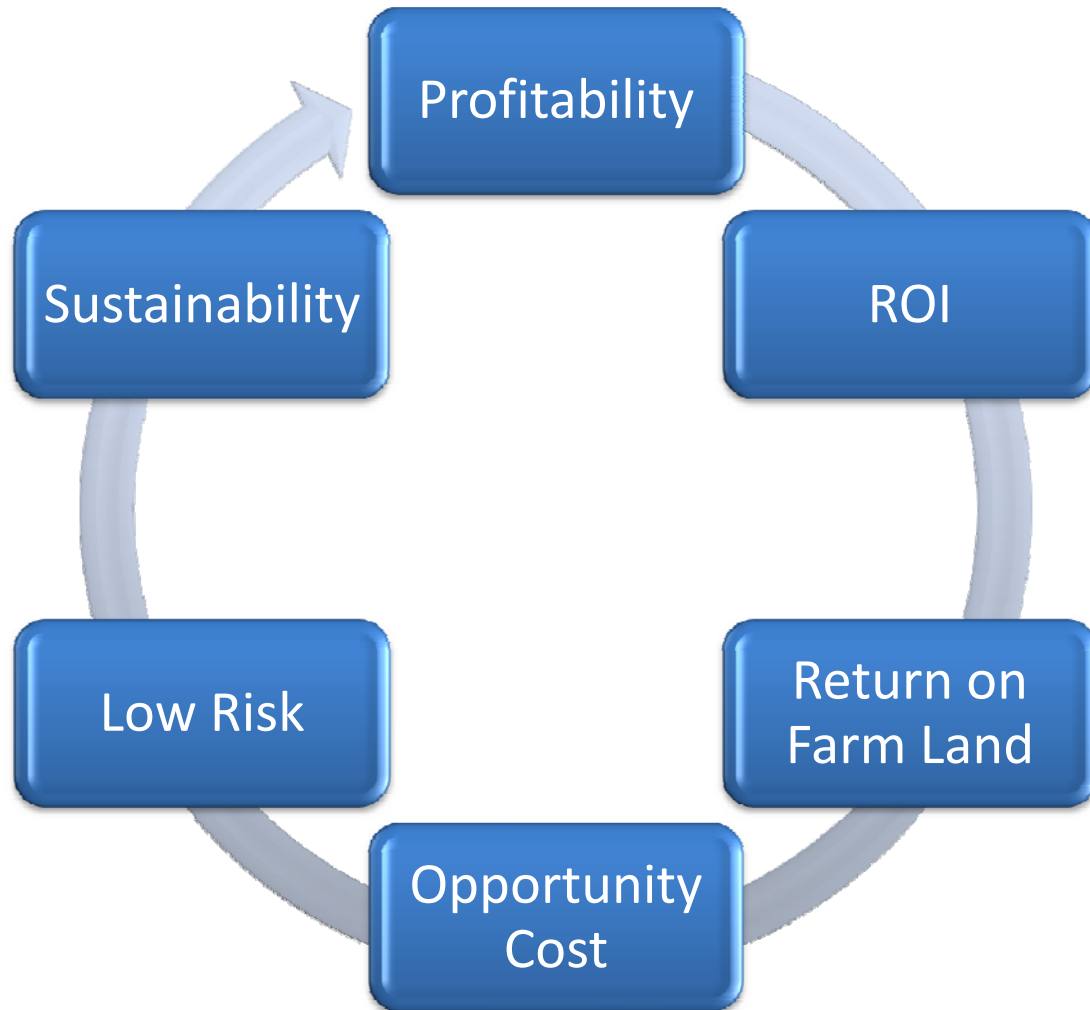 Profitability
ROI
Return on
Farm Land
Opportunity
Cost
Low Risk
Sustainability